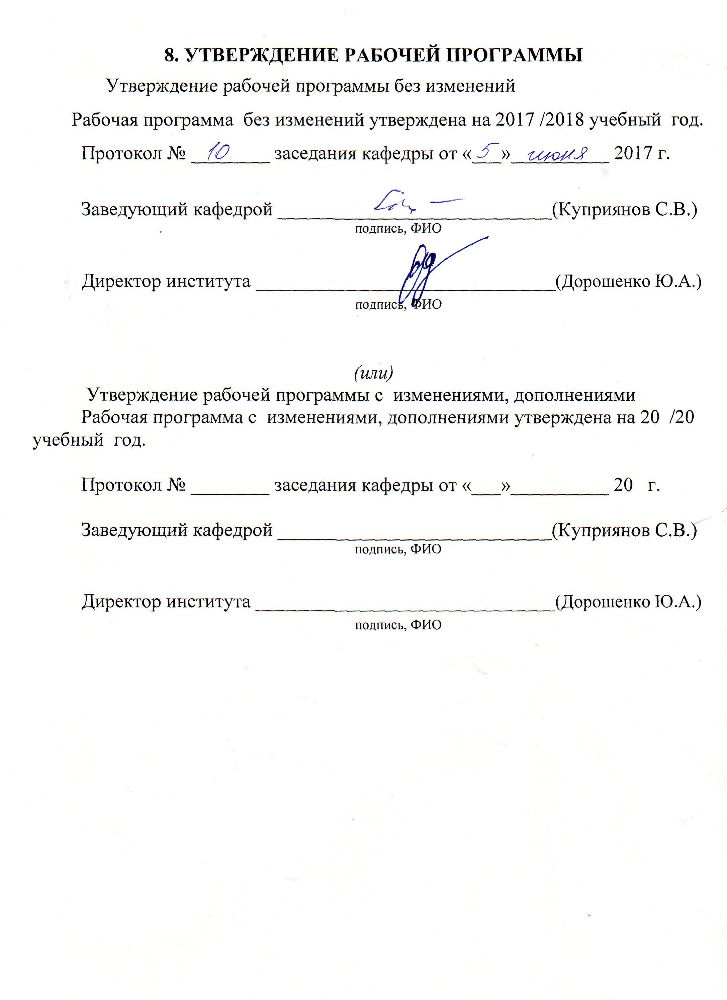 8. УТВЕРЖДЕНИЕ РАБОЧЕЙ ПРОГРАММЫ
Утверждение рабочей программы без изменений
Рабочая программа без изменений утверждена на 2017 /2018 учебный год.
Протокол № 10 заседания кафедры от «5» июня 2017 г.
Заведующий кафедрой ____________________________(Куприянов С.В.)
подпись, ФИО
Директор института ______________________________(Дорошенко Ю.А.)
подпись, ФИО
(или)
Утверждение рабочей программы с изменениями, дополнениями
Рабочая программа с изменениями, дополнениями утверждена на 20 /20
учебный год.
Протокол № ________ заседания кафедры от «___»__________ 20 г.
Заведующий кафедрой ____________________________(Куприянов С.В.)
подпись, ФИО
Директор института ______________________________(Дорошенко Ю.А.)
подпись, ФИО